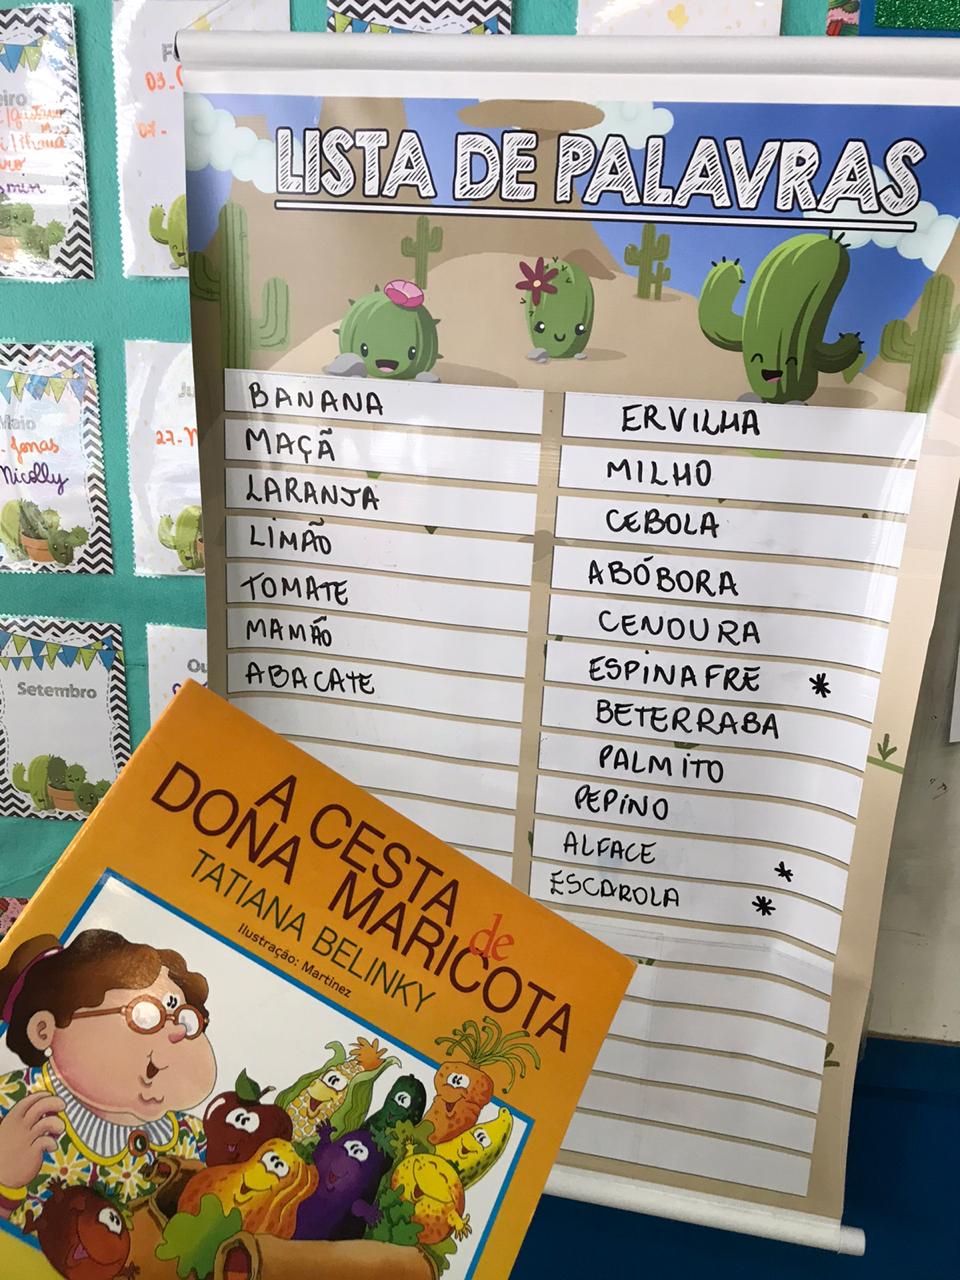 LISTA DE PALAVRAS
BANANA
MAÇÃ
LARANJA
LIMÃO
TOMATE
MAMÃO
ABACATE
ERVILHA
MILHO
CEBOLA
ABÓBORA
CENOURA
ESPINAFRE *
BETERRABA
PALMITO
PEPINO
ALFACE *
ESCAROLA *
A CESTA de
DONA MARICOTA
TATIANA BELINKY
Ilustração: Martinez
Maio
Jonas
Nicolly
Setembro